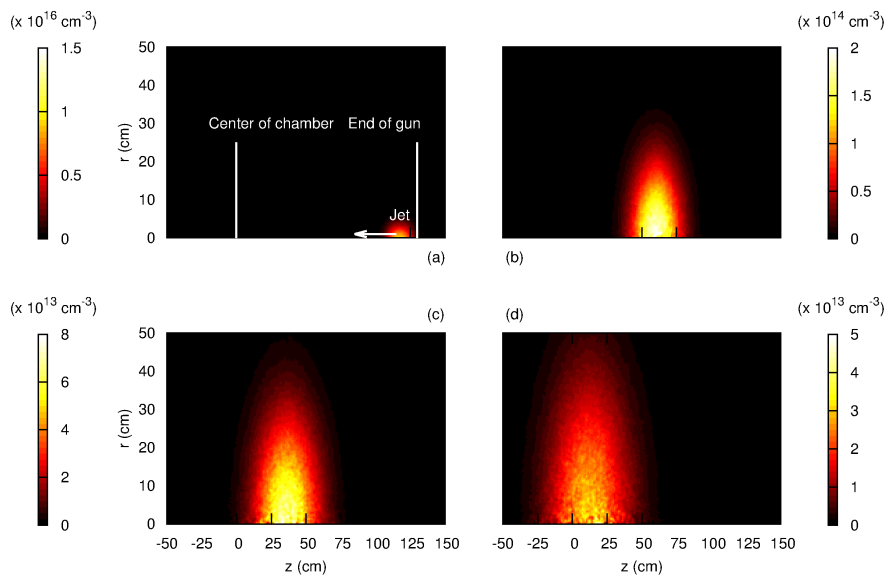 (x 10^16 cm^-3)
(x 10^14 cm^-3)
1.5
1
0.5
0
50
40
30
20
10
0
r (cm)
Center of chamber
End of gun
Jet
(a)
(b)
2
1.5
1
0.5
0
(x 10^13 cm^-3)
(x 10^13 cm^-3)
8
6
4
2
0
50
40
30
20
10
0
r (cm)
(c)
(d)
5
4
3
2
1
0
-50 -25 0 25 50 75 100 125 150
z (cm)
-50 -25 0 25 50 75 100 125 150
z (cm)